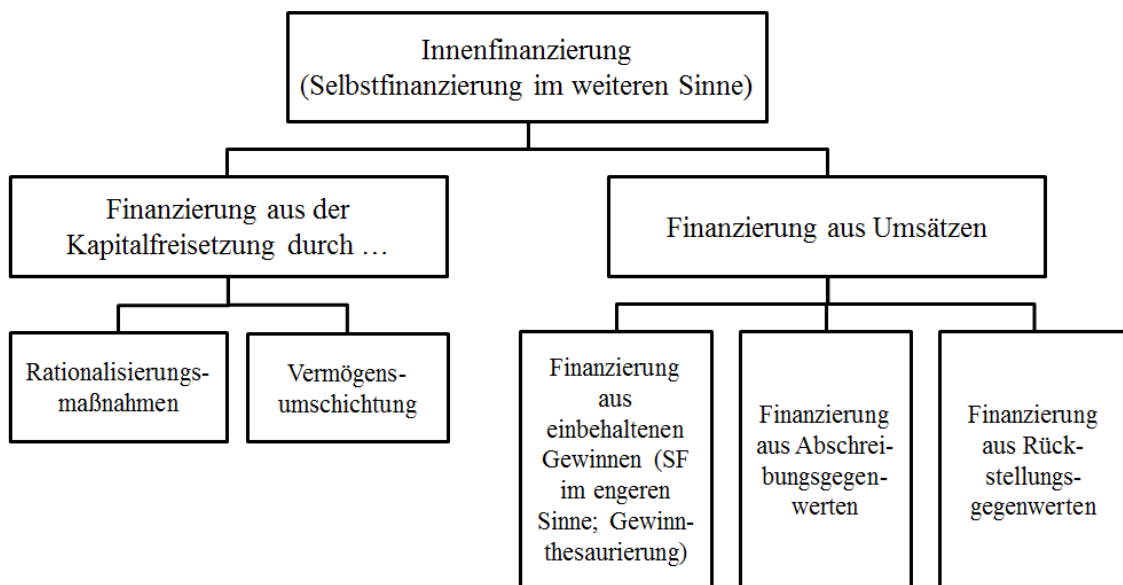 Innenfinanzierung
(Selbstfinanzierung im weiteren Sinne)
Finanzierung aus der
Kapitalfreisetzung durch …
Finanzierung aus Umsätzen
Rationalisierungs-
maßnahmen
Vermögens-
umschichtung
Finanzierung
aus
einbehaltenen
Gewinnen (SF
im engeren
Sinne; Gewinn-
thesaurierung)
Finanzierung
aus Abschrei-
bungsgegen-
werten
Finanzierung
aus Rück-
stellungs-
gegenwerten